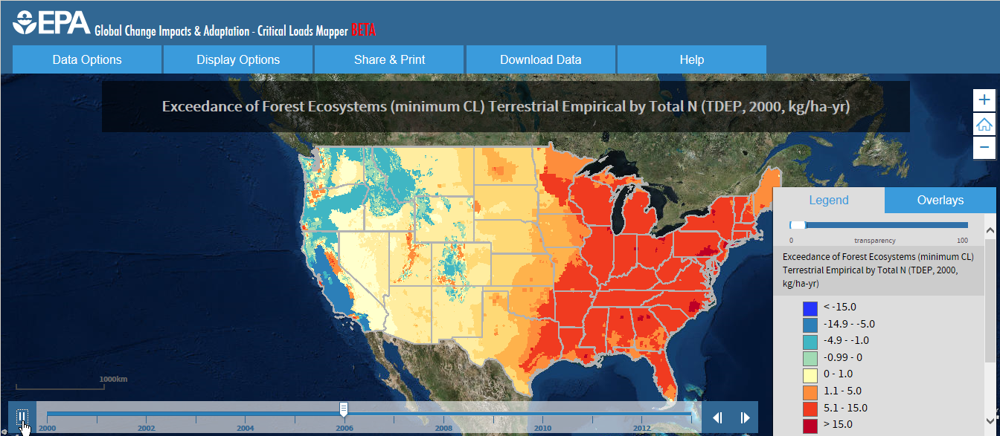 EPA Global Change Impacts & Adaptation - Critical Loads Mapper BETA
Data Options
Display Options
Share & Print
Download Data
Help
Exceedance of Forest Ecosystems (minimum CL) Terrestrial Empirical by Total N (TDEP, 2000, kg/ha-yr)
+
−
Legend
Overlays
0 transparency 100
Exceedance of Forest Ecosystems (minimum CL)
Terrestrial Empirical by Total N (TDEP, 2000,
kg/ha-yr)
< -15.0
-14.9 - -5.0
-4.9 - -1.0
-0.99 - 0
0 - 1.0
1.1 - 5.0
5.1 - 15.0
> 15.0
1000km
2000 2002 2004 2006 2008 2010 2012